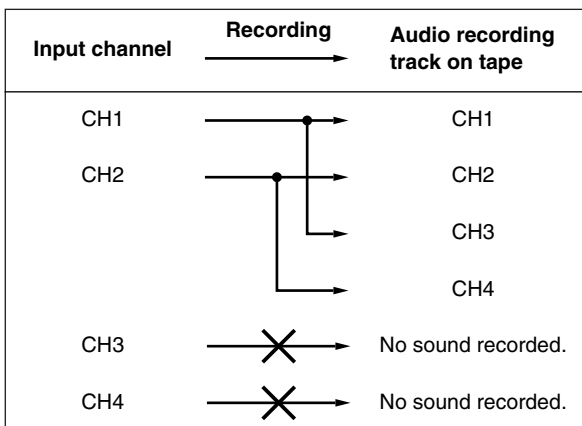 Input channel
Recording
Audio recording
track on tape
CH1
CH1
CH2
CH2
CH3
CH4
CH3
No sound recorded.
CH4
No sound recorded.